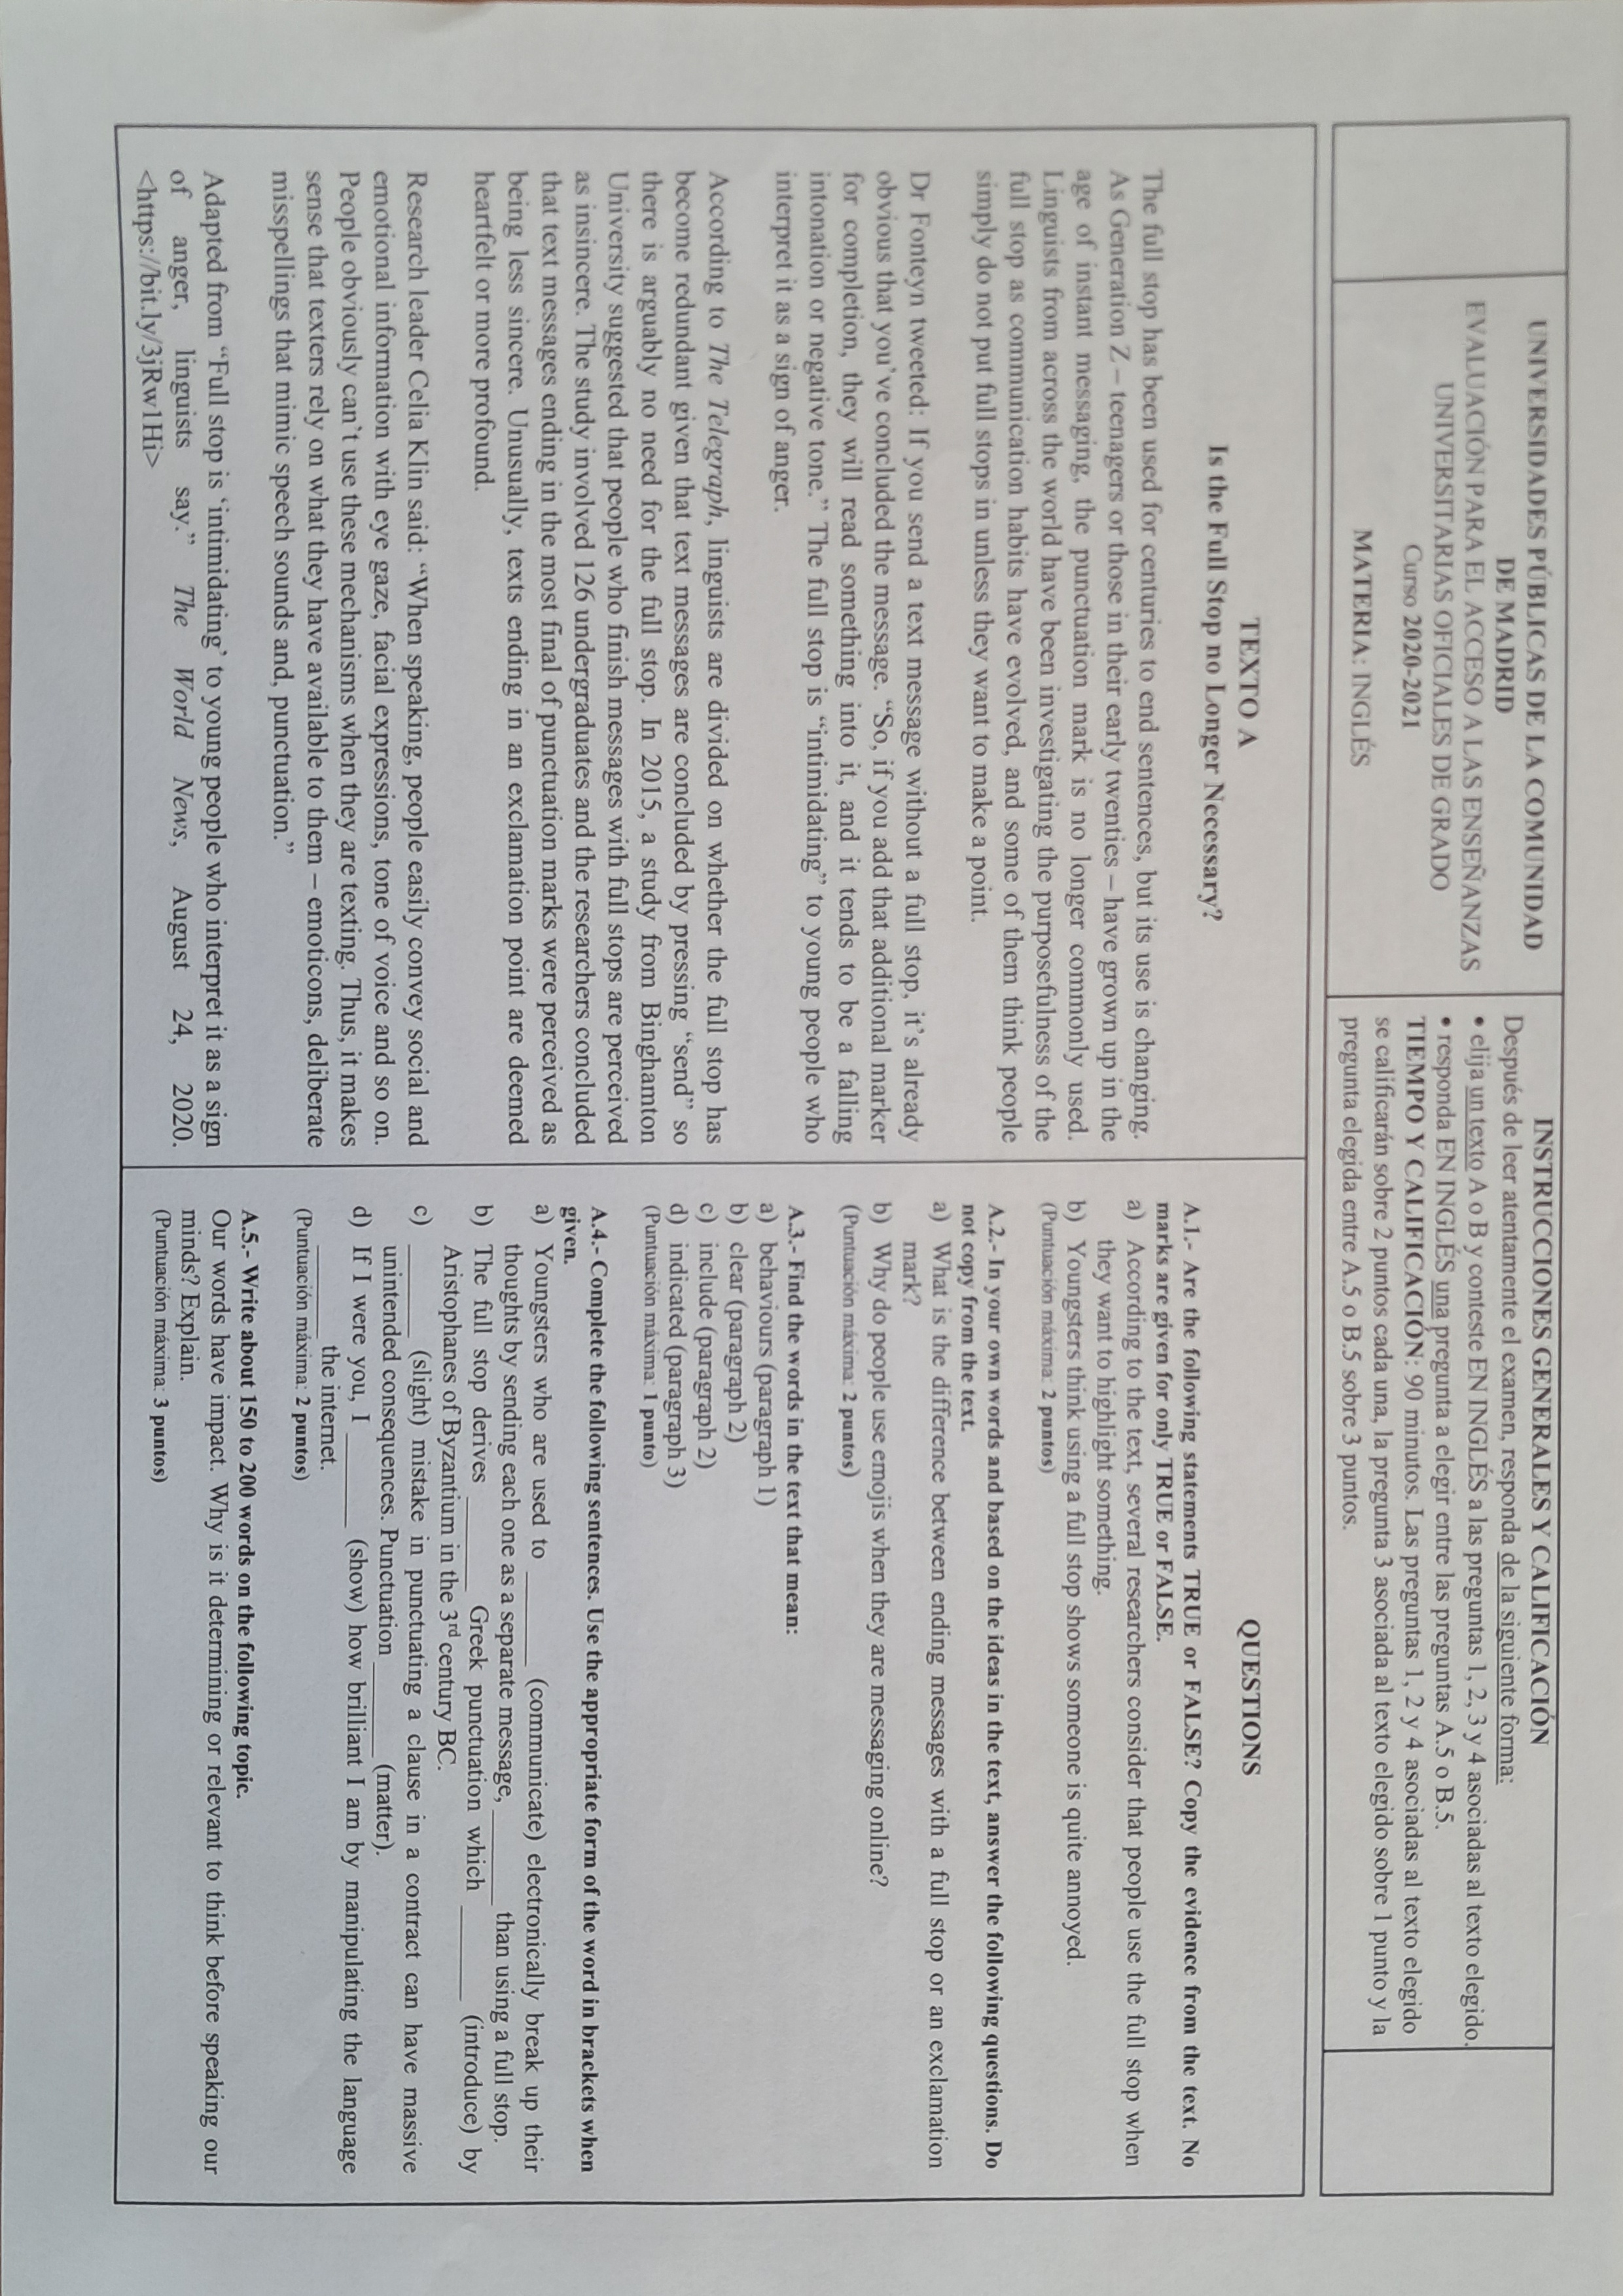 UNIVERSIDADES PÚBLICAS DE LA COMUNIDAD
DE MADRID
EVALUACIÓN PARA EL ACCESO A LAS ENSEÑANZAS
UNIVERSITARIAS OFICIALES DE GRADO
Curso 2020-2021
MATERIA: INGLÉS
INSTRUCCIONES GENERALES Y CALIFICACIÓN
Después de leer atentamente el examen, responda de la siguiente forma:
• elija un texto A o B y conteste EN INGLÉS a las preguntas 1, 2, 3 y 4 asociadas al texto elegido.
• responda EN INGLÉS una pregunta a elegir entre las preguntas A.5 o B.5.
TIEMPO Y CALIFICACIÓN: 90 minutos. Las preguntas 1, 2 y 4 asociadas al texto elegido
se calificarán sobre 2 puntos cada una, la pregunta 3 asociada al texto elegido sobre 1 punto y la
pregunta elegida entre A.5 o B.5 sobre 3 puntos.
TEXTO A
Is the Full Stop no Longer Necessary?
The full stop has been used for centuries to end sentences, but its use is changing.
As Generation Z – teenagers or those in their early twenties – have grown up in the
age of instant messaging, the punctuation mark is no longer commonly used.
Linguists from across the world have been investigating the purposefulness of the
full stop as communication habits have evolved, and some of them think people
simply do not put full stops in unless they want to make a point.
Dr Fonteyn tweeted: If you send a text message without a full stop, it's already
obvious that you've concluded the message. “So, if you add that additional marker
for completion, they will read something into it, and it tends to be a falling
intonation or negative tone.” The full stop is “intimidating” to young people who
interpret it as a sign of anger.
According to The Telegraph, linguists are divided on whether the full stop has
become redundant given that text messages are concluded by pressing “send” so
there is arguably no need for the full stop. In 2015, a study from Binghamton
University suggested that people who finish messages with full stops are perceived
as insincere. The study involved 126 undergraduates and the researchers concluded
that text messages ending in the most final of punctuation marks were perceived as
being less sincere. Unusually, texts ending in an exclamation point are deemed
heartfelt or more profound.
Research leader Celia Klin said: “When speaking, people easily convey social and
emotional information with eye gaze, facial expressions, tone of voice and so on.
People obviously can't use these mechanisms when they are texting. Thus, it makes
sense that texters rely on what they have available to them – emoticons, deliberate
misspellings that mimic speech sounds and, punctuation.”
Adapted from “Full stop is ‘intimidating’ to young people who interpret it as a sign
of anger, linguists say.” The World News, August 24, 2020.
<https://bit.ly/3jRw1Hi>
QUESTIONS
A.1.- Are the following statements TRUE or FALSE? Copy the evidence from the text. No
marks are given for only TRUE or FALSE.
a) According to the text, several researchers consider that people use the full stop when
they want to highlight something.
b) Youngsters think using a full stop shows someone is quite annoyed.
(Puntuación máxima: 2 puntos)
A.2.- In your own words and based on the ideas in the text, answer the following questions. Do
not copy from the text.
a) What is the difference between ending messages with a full stop or an exclamation
mark?
b) Why do people use emojis when they are messaging online?
(Puntuación máxima: 2 puntos)
A.3.- Find the words in the text that mean:
a) behaviours (paragraph 1)
b) clear (paragraph 2)
c) include (paragraph 2)
d) indicated (paragraph 3)
(Puntuación máxima: 1 punto)
A.4.- Complete the following sentences. Use the appropriate form of the word in brackets when
given.
a) Youngsters who are used to ______ (communicate) electronically break up their
thoughts by sending each one as a separate message, ______ than using a full stop.
b) The full stop derives ______ Greek punctuation which ______ (introduce) by
Aristophanes of Byzantium in the 3rd century BC.
c) ______ (slight) mistake in punctuating a clause in a contract can have massive
unintended consequences. Punctuation ______ (matter).
d) If I were you, I ______ (show) how brilliant I am by manipulating the language
______ the internet.
(Puntuación máxima: 2 puntos)
A.5.- Write about 150 to 200 words on the following topic.
Our words have impact. Why is it determining or relevant to think before speaking our
minds? Explain.
(Puntuación máxima: 3 puntos)